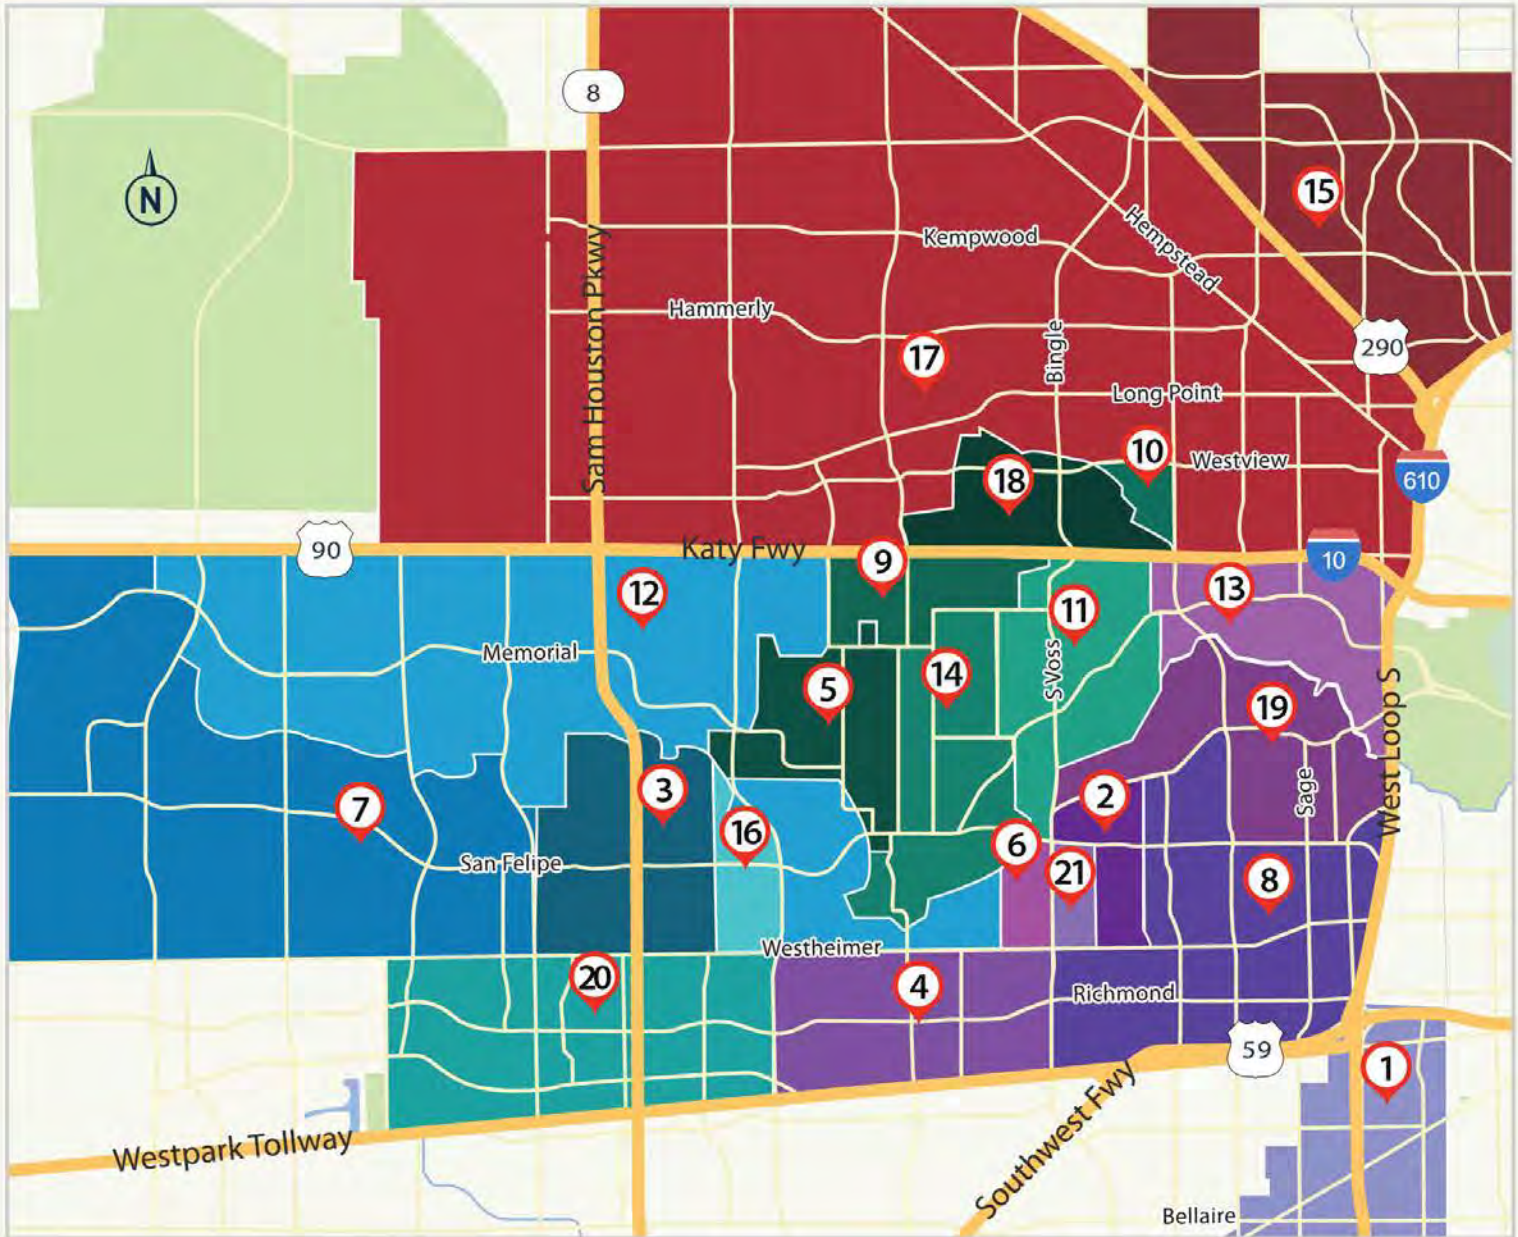 8
N
15
Kempwood
Hempstead
Sam Houston Pkwy
Hammerly
17
Bingle
290
Long Point
10
Westview
18
610
90
Katy Fwy
9
10
12
11
13
Memorial
S Voss
5
14
19
West Loop S
7
3
2
Sage
16
6
San Felipe
21
8
Westheimer
20
4
Richmond
59
1
Westpark Tollway
Southwest Fwy
Bellaire